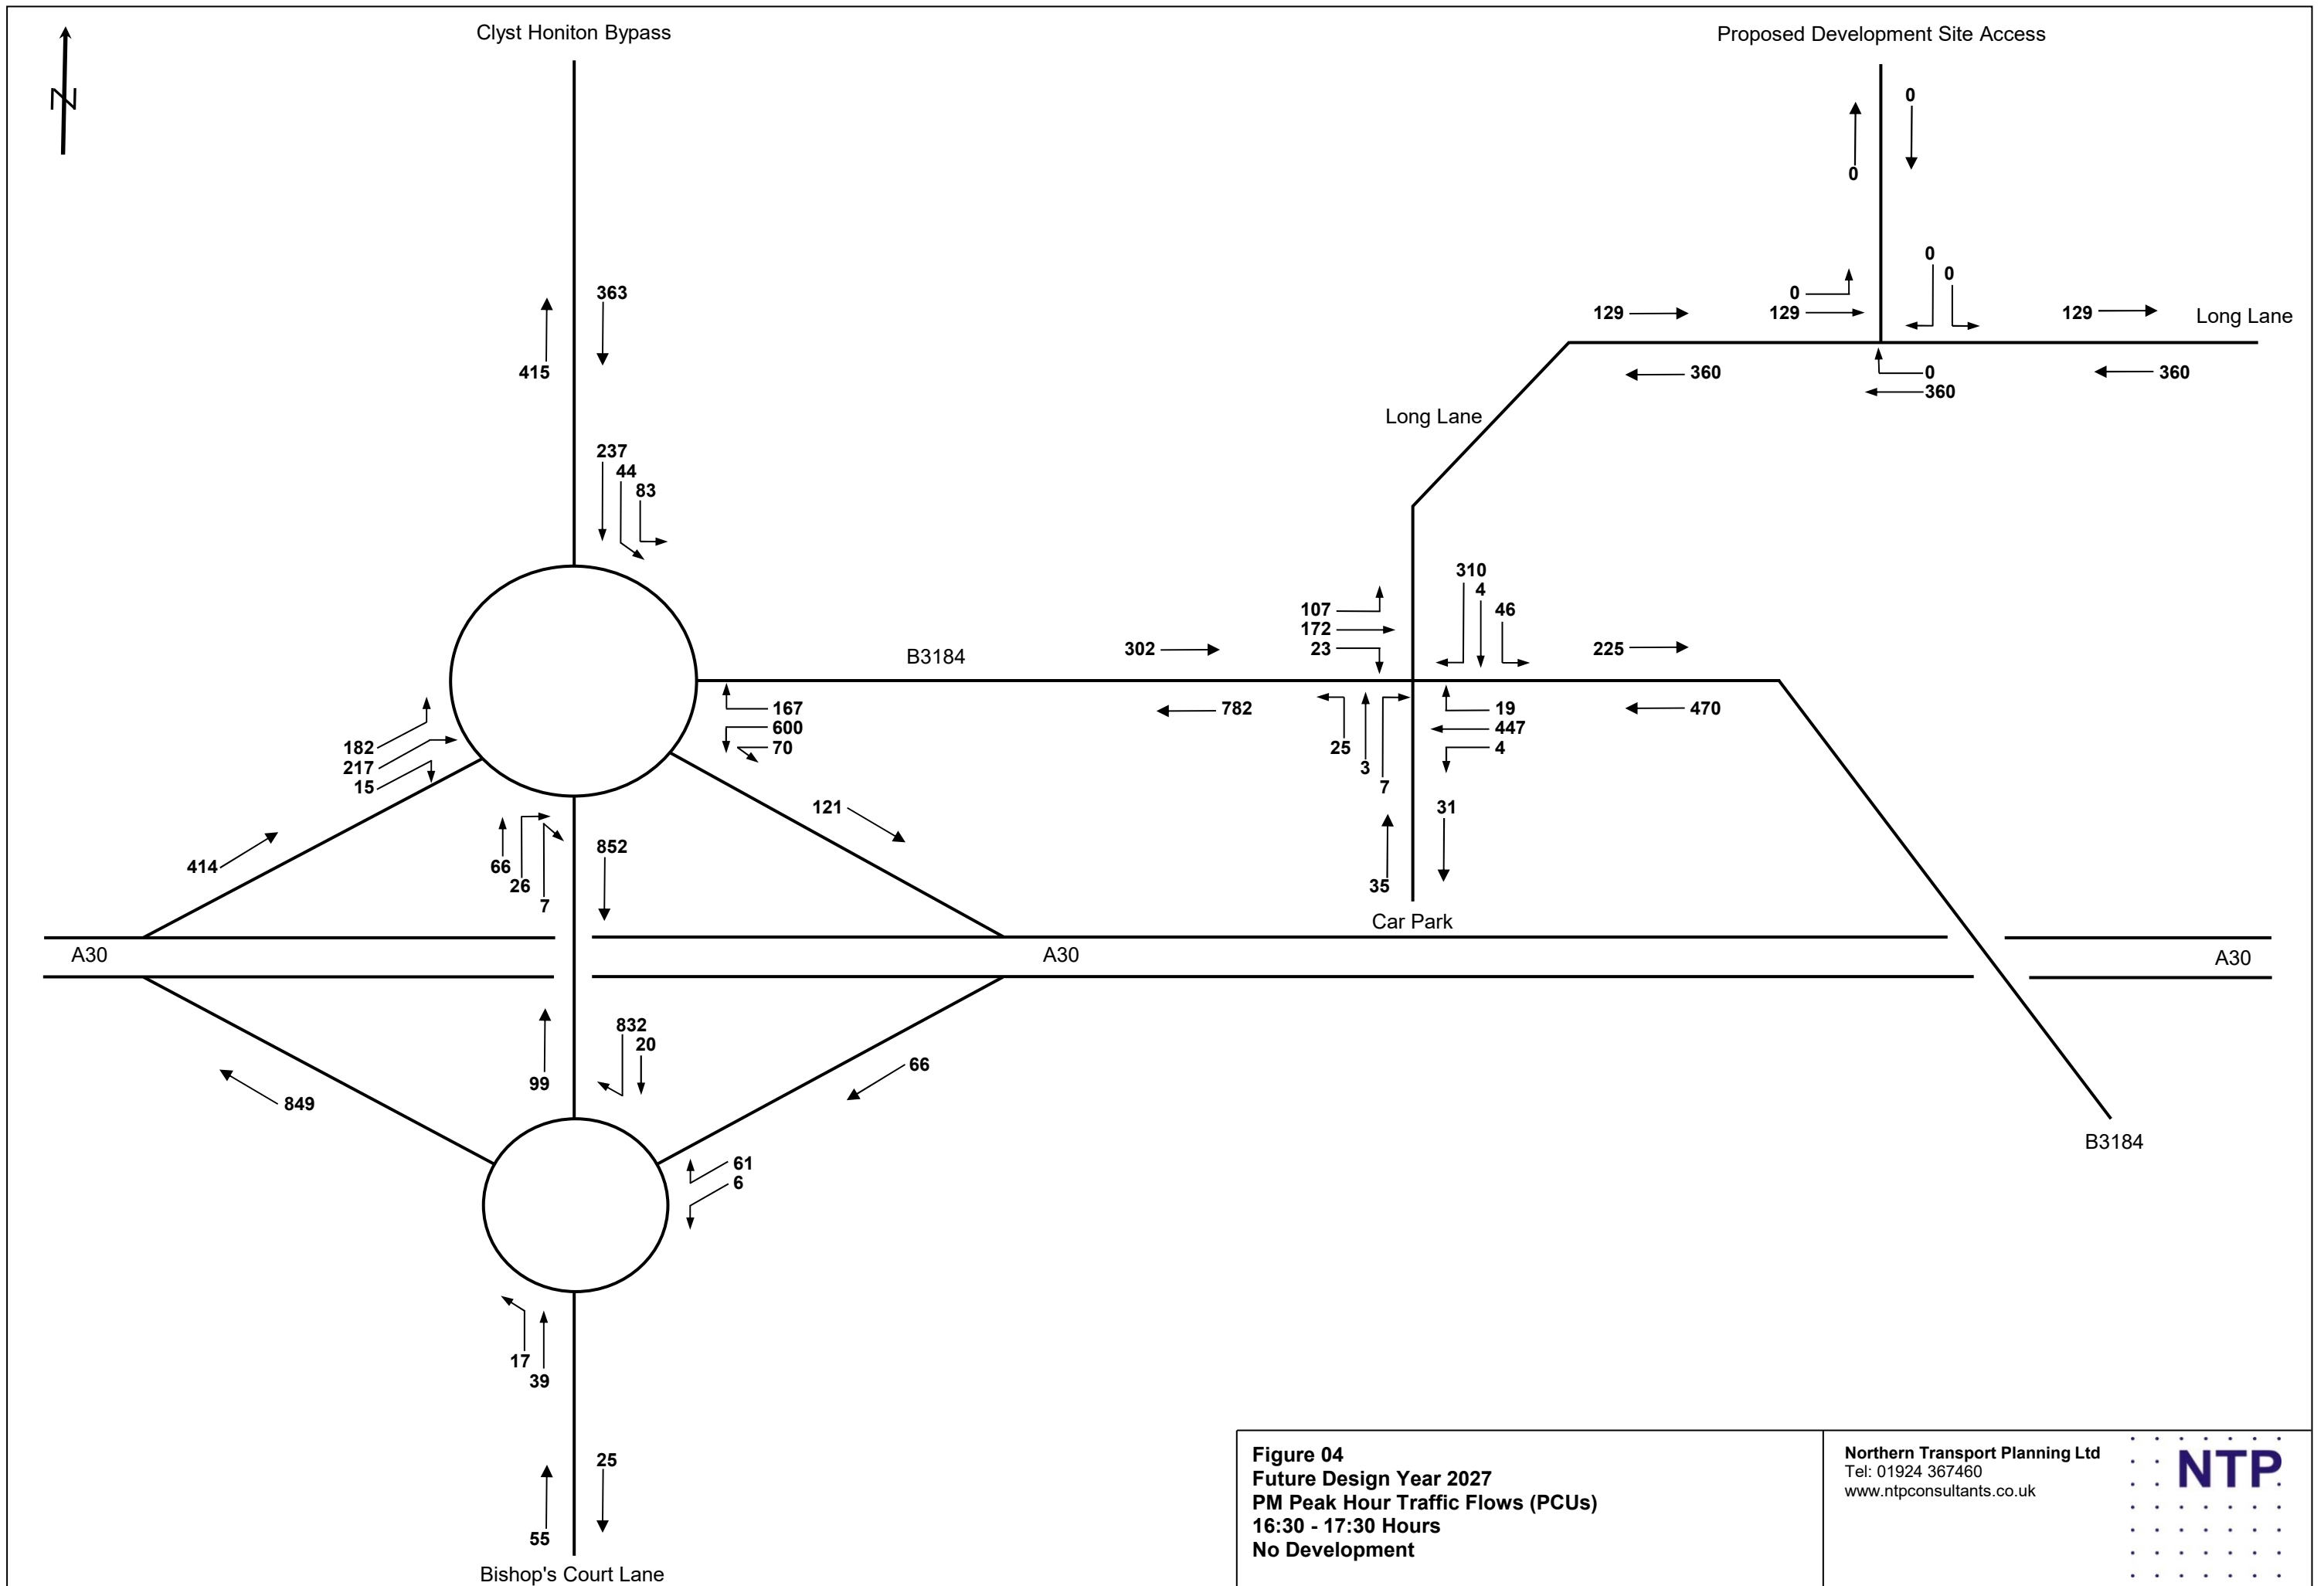 Clyst Honiton Bypass
Proposed Development Site Access
N
0
0
363
415
0
0
0
129
129
129
Long Lane
360
0
360
360
Long Lane
237
44
83
310
4
46
107
172
23
302
B3184
225
782
470
167
600
70
25
3
7
19
447
4
182
217
15
414
66
26
7
852
121
35
31
Car Park
A30
A30
A30
99
832
20
66
849
61
6
B3184
17
39
25
55
Bishop's Court Lane
Figure 04
Future Design Year 2027
PM Peak Hour Traffic Flows (PCUs)
16:30 - 17:30 Hours
No Development
Northern Transport Planning Ltd
Tel: 01924 367460
www.ntpconsultants.co.uk
NTP